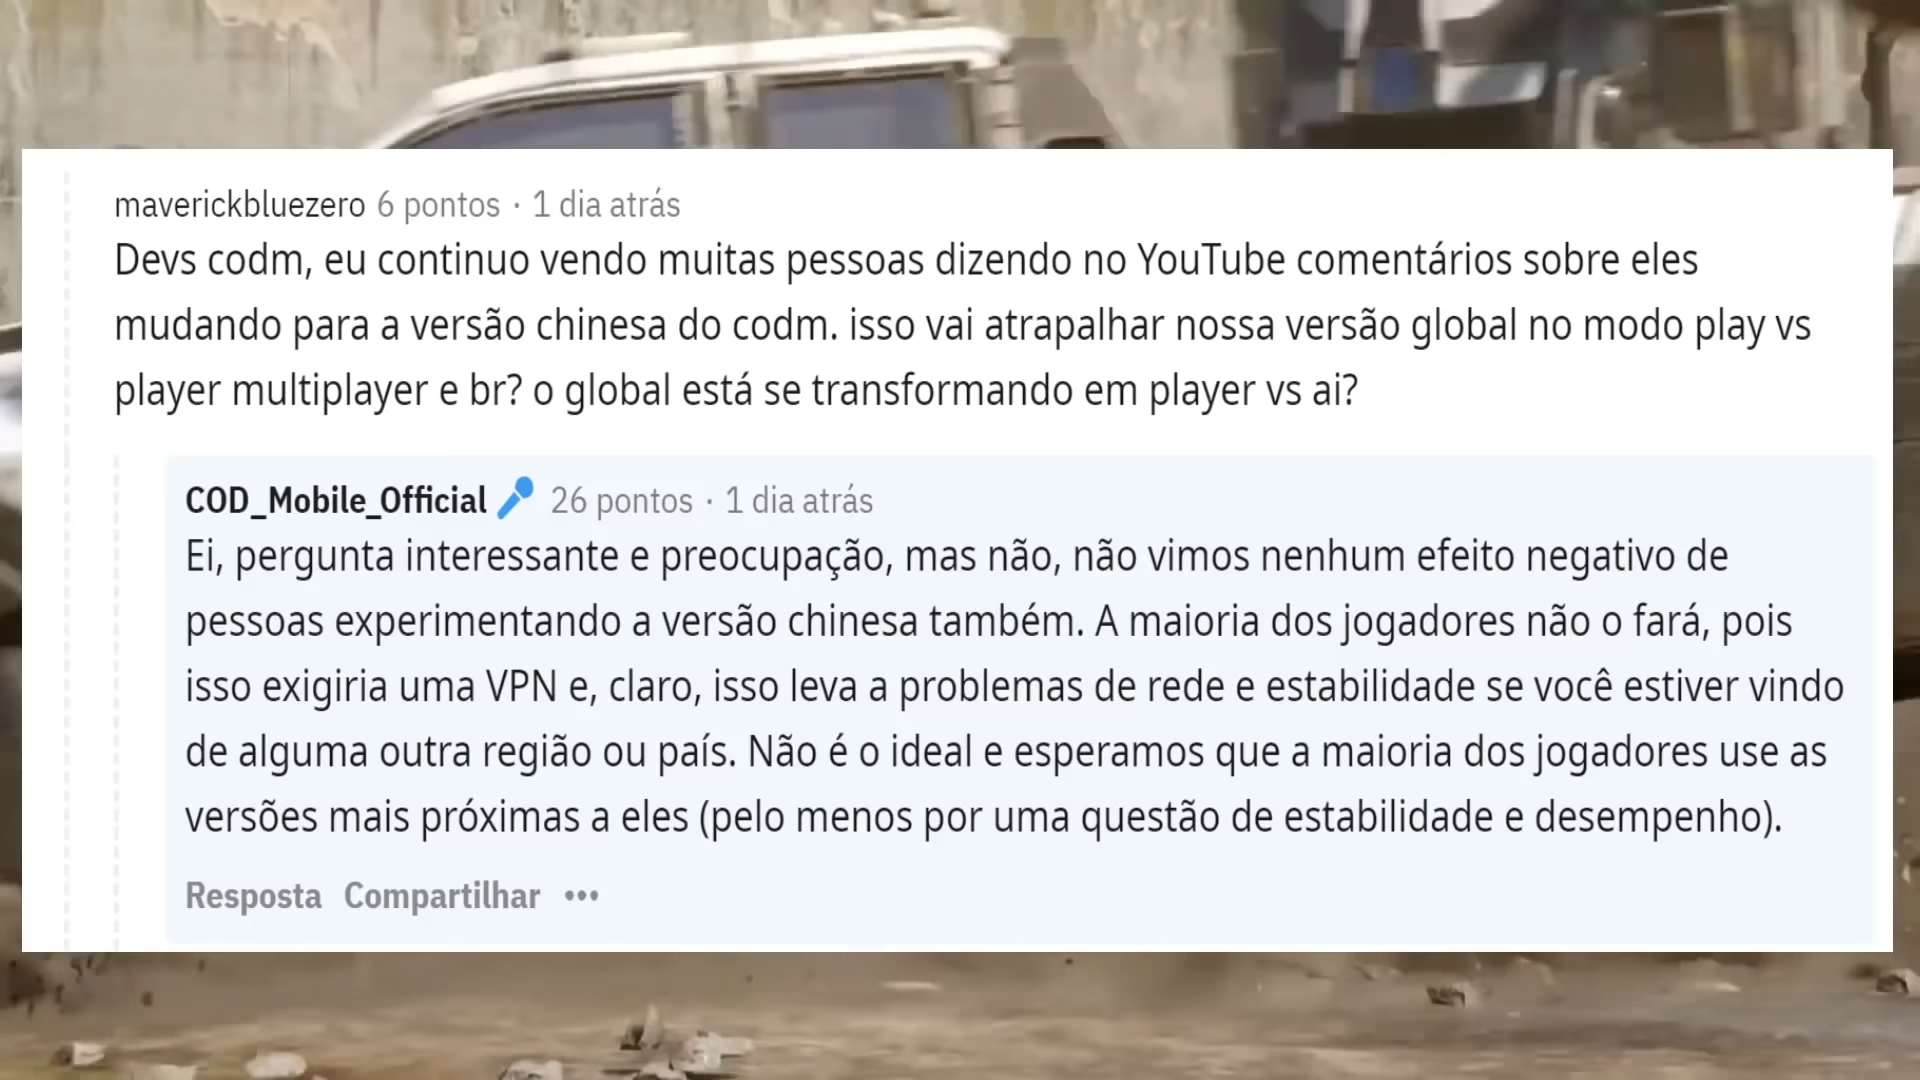 maverickbluezero 6 pontos · 1 dia atrás
Devs codm, eu continuo vendo muitas pessoas dizendo no YouTube comentários sobre eles
mudando para a versão chinesa do codm. isso vai atrapalhar nossa versão global no modo play vs
player multiplayer e br? o global está se transformando em player vs ai?
COD_Mobile_Official 26 pontos · 1 dia atrás
Ei, pergunta interessante e preocupação, mas não, não vimos nenhum efeito negativo de
pessoas experimentando a versão chinesa também. A maioria dos jogadores não o fará, pois
isso exigiria uma VPN e, claro, isso leva a problemas de rede e estabilidade se você estiver vindo
de alguma outra região ou país. Não é o ideal e esperamos que a maioria dos jogadores use as
versões mais próximas a eles (pelo menos por uma questão de estabilidade e desempenho).
Resposta Compartilhar •••